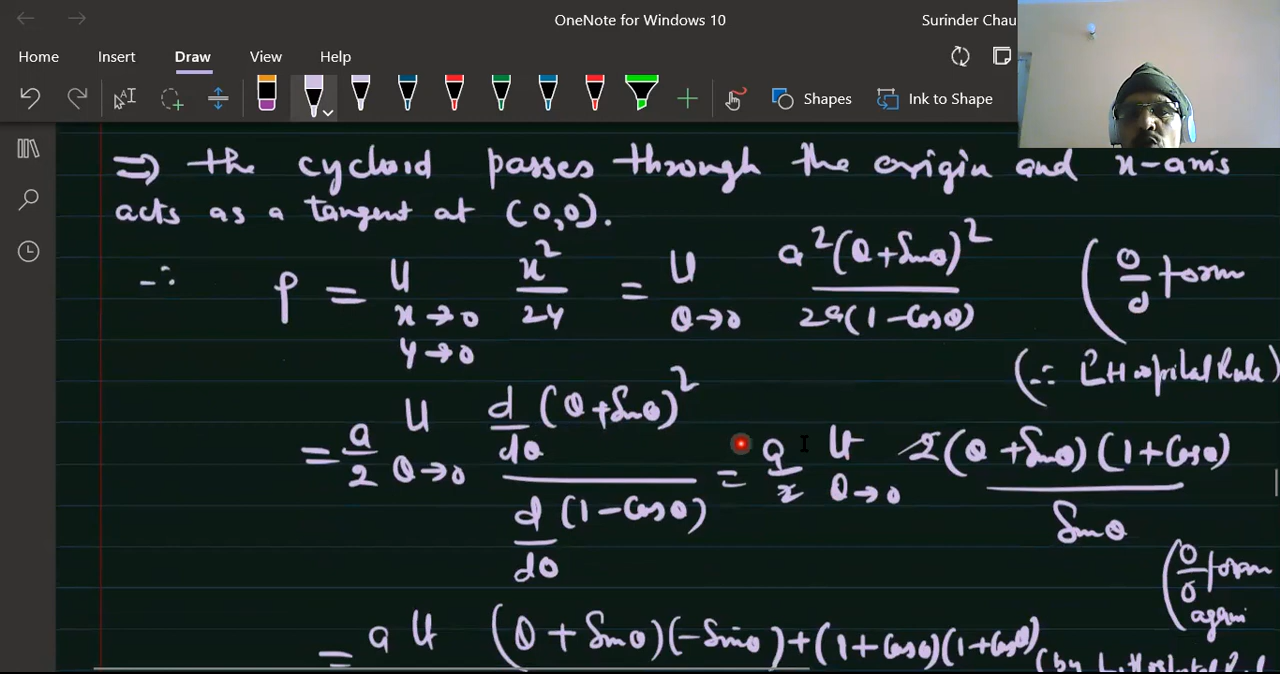 OneNote for Windows 10
Surinder Chau
Home Insert Draw View Help
Shapes Ink to Shape
⇒ the cycloid passes through the origin and x-axis
acts as a tangent at (0,0).
∴ ρ = Lt x→0 y→0 x²/2y = Lt θ→0 a²(θ+Sinθ)²/2a(1-Cosθ) (0/0 form
(∵ L'Hospital Rule)
= a/2 Lt θ→0 d/dθ (θ+Sinθ)² / d/dθ (1-Cosθ) = a/2 Lt θ→0 2(θ+Sinθ)(1+Cosθ)/Sinθ
(0/0 form again
= a Lt (θ+Sinθ)(-Sinθ)+(1+Cosθ)(1+Cosθ) (by L'Hospital Rul